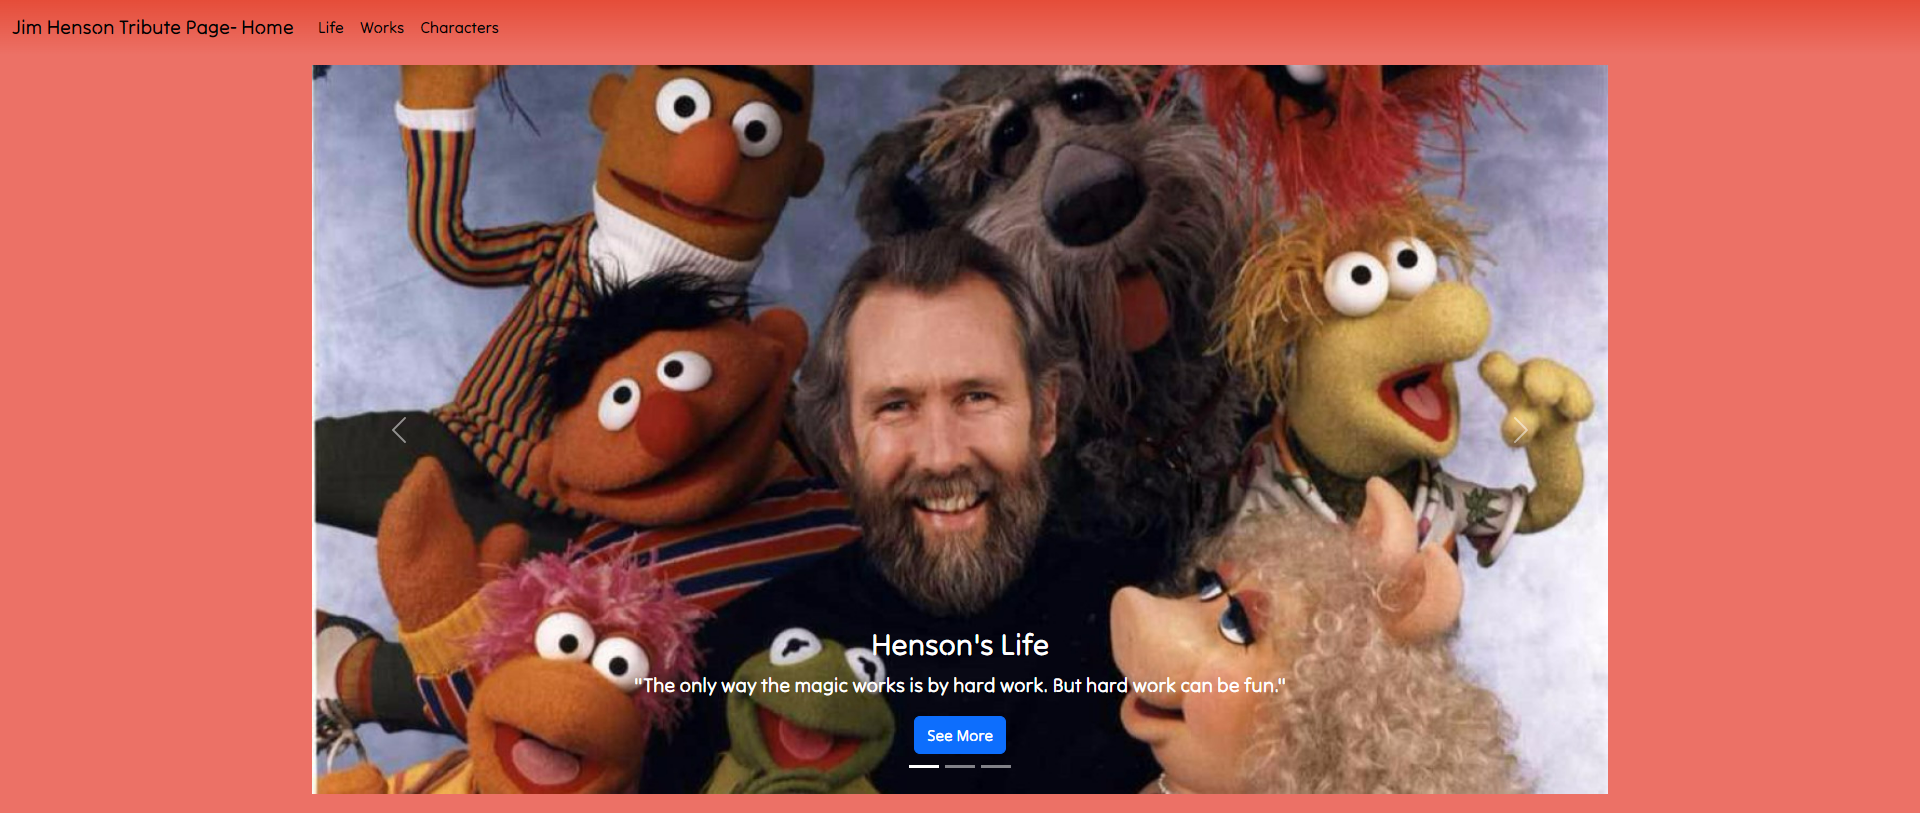 Jim Henson Tribute Page- Home Life Works Characters
Henson's Life
"The only way the magic works is by hard work. But hard work can be fun."
See More